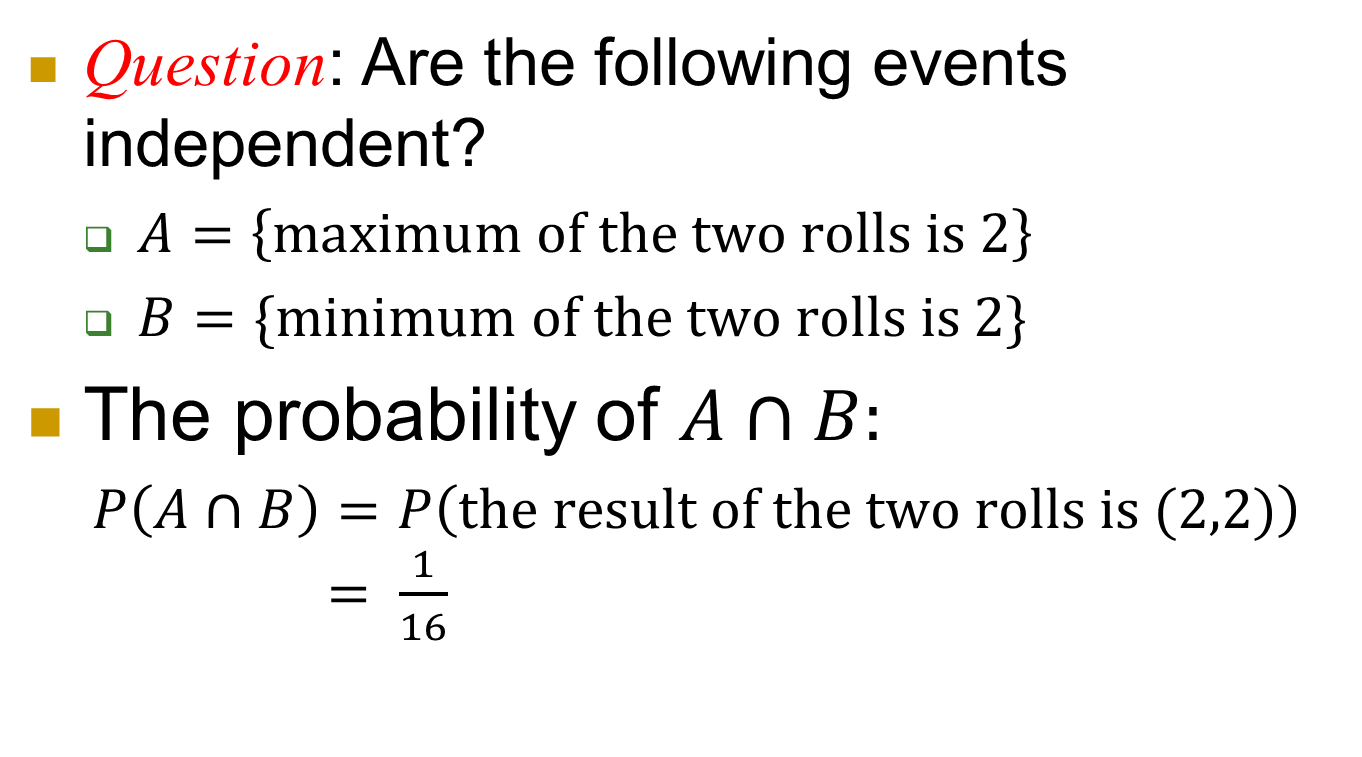 Question: Are the following events
independent?
A = {maximum of the two rolls is 2}
B = {minimum of the two rolls is 2}
The probability of A ∩ B:
P(A ∩ B) = P(the result of the two rolls is (2,2))
= 1/16